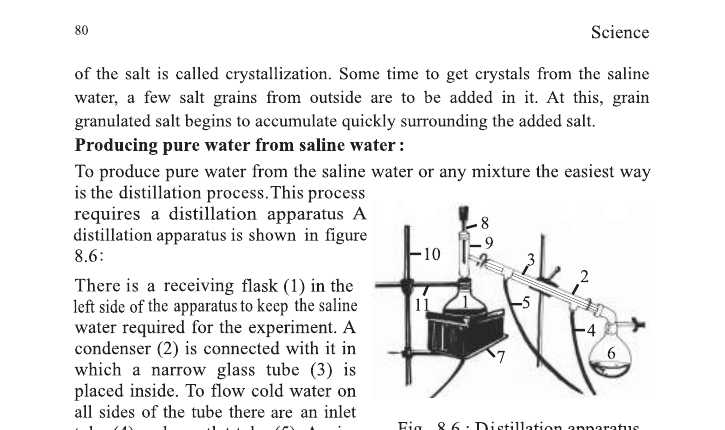 80
Science
of the salt is called crystallization. Some time to get crystals from the saline
water, a few salt grains from outside are to be added in it. At this, grain
granulated salt begins to accumulate quickly surrounding the added salt.
Producing pure water from saline water :
To produce pure water from the saline water or any mixture the easiest way
is the distillation process.This process
requires a distillation apparatus A
distillation apparatus is shown in figure
8.6:
There is a receiving flask (1) in the
left side of the apparatus to keep the saline
water required for the experiment. A
condenser (2) is connected with it in
which a narrow glass tube (3) is
placed inside. To flow cold water on
all sides of the tube there are an inlet
8
9
10
3
2
11
1
5
4
7
6
Fig. 8.6 : Distillation apparatus